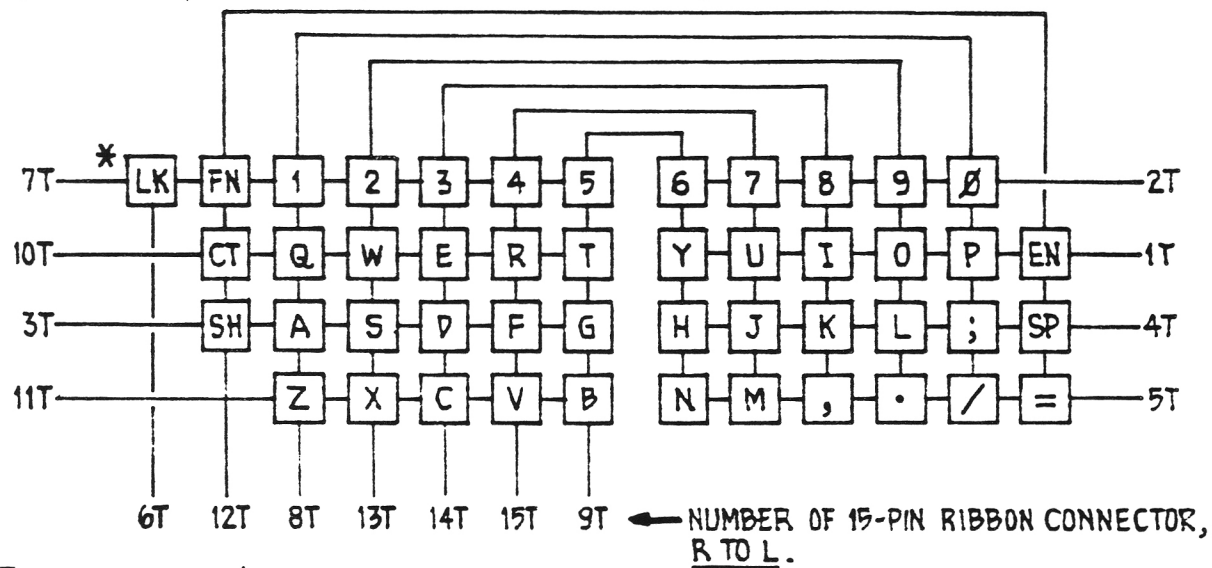 * 7T LK FN 1 2 3 4 5 6 7 8 9 Ø 2T
10T CT Q W E R T Y U I O P EN 1T
3T SH A S D F G H J K L ; SP 4T
11T Z X C V B N M , . / = 5T
6T 12T 8T 13T 14T 15T 9T ← NUMBER OF 15-PIN RIBBON CONNECTOR,
R TO L.